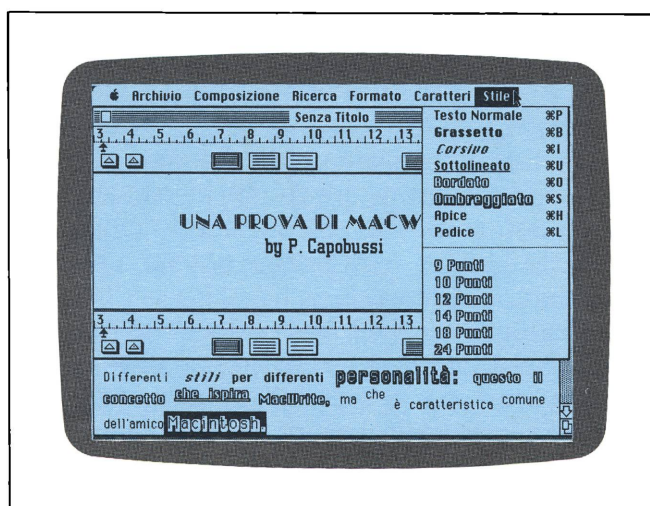 Archivio Composizione Ricerca Formato Caratteri Stile
Senza Titolo
3 4 5 6 7 8 9 10 11 12 13
UNA PROVA DI MACW
by P. Capobussi
3 4 5 6 7 8 9 10 11 12 13
Testo Normale ⌘P
Grassetto ⌘B
Corsivo ⌘I
Sottolineato ⌘U
Bordato ⌘O
Ombreggiato ⌘S
Apice ⌘H
Pedice ⌘L
9 Punti
10 Punti
12 Punti
14 Punti
18 Punti
24 Punti
Differenti stili per differenti personalità: questo il
concetto che ispira MacWrite, ma che è caratteristica comune
dell'amico Macintosh.